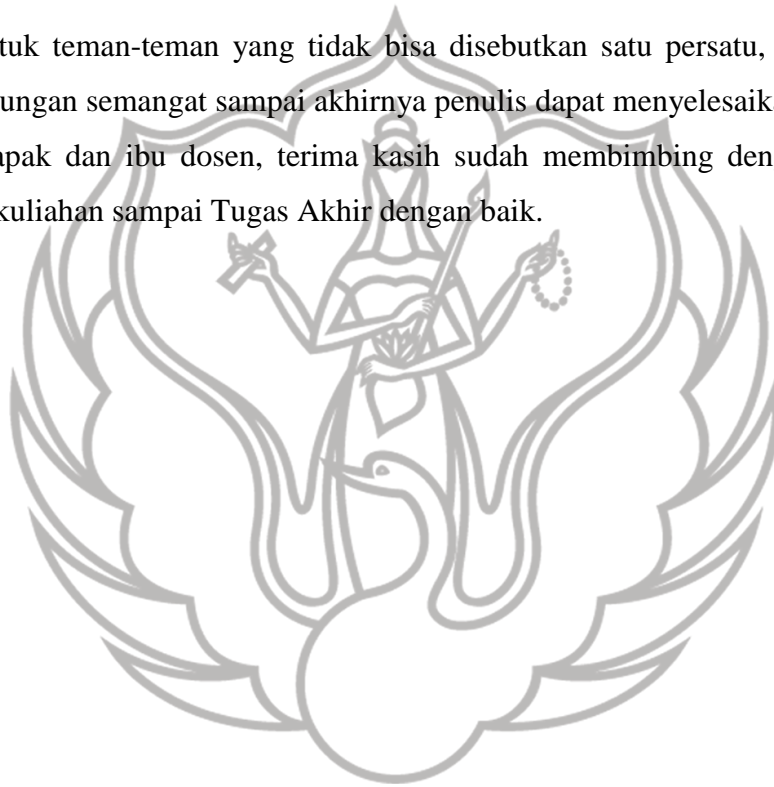 tuk teman-teman yang tidak bisa disebutkan satu persatu,
ungan semangat sampai akhirnya penulis dapat menyelesaika
apak dan ibu dosen, terima kasih sudah membimbing den
kuliahan sampai Tugas Akhir dengan baik.